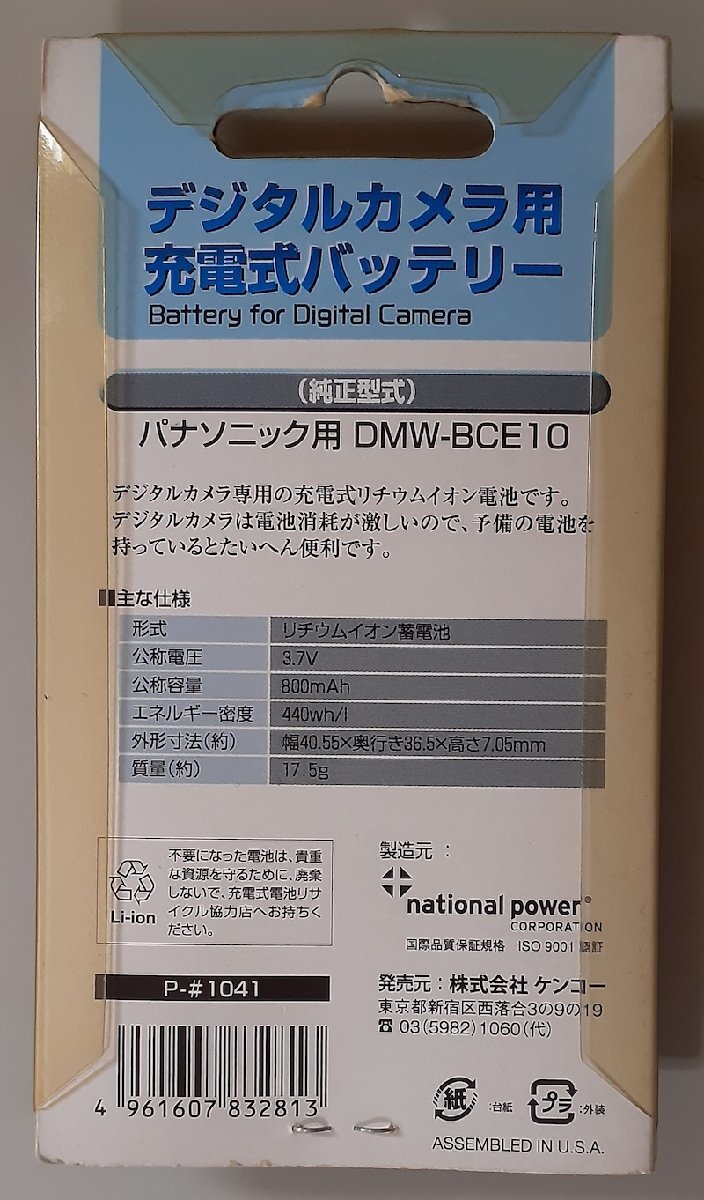 デジタルカメラ用
充電式バッテリー
Battery for Digital Camera
(純正型式)
パナソニック用 DMW-BCE10
デジタルカメラ専用の充電式リチウムイオン電池です。
デジタルカメラは電池消耗が激しいので、予備の電池を
持っているとたいへん便利です。
■主な仕様
形式 リチウムイオン蓄電池
公称電圧 3.7V
公称容量 800mAh
エネルギー密度 440wh/l
外形寸法(約) 幅40.55×奥行き36.5×高さ7.05mm
質量(約) 17.5g
不要になった電池は、貴重
な資源を守るために、廃棄
しないで、充電式電池リサ
イクル協力店へお持ちく
ださい。
Li-ion
製造元:
national power®
CORPORATION
国際品質保証規格 ISO 9001 認証
P-#1041
発売元:株式会社 ケンコー
東京都新宿区西落合3の9の19
☎03(5982)1060(代)
4 961607 832813
紙 :台紙 プラ :外装
ASSEMBLED IN U.S.A.